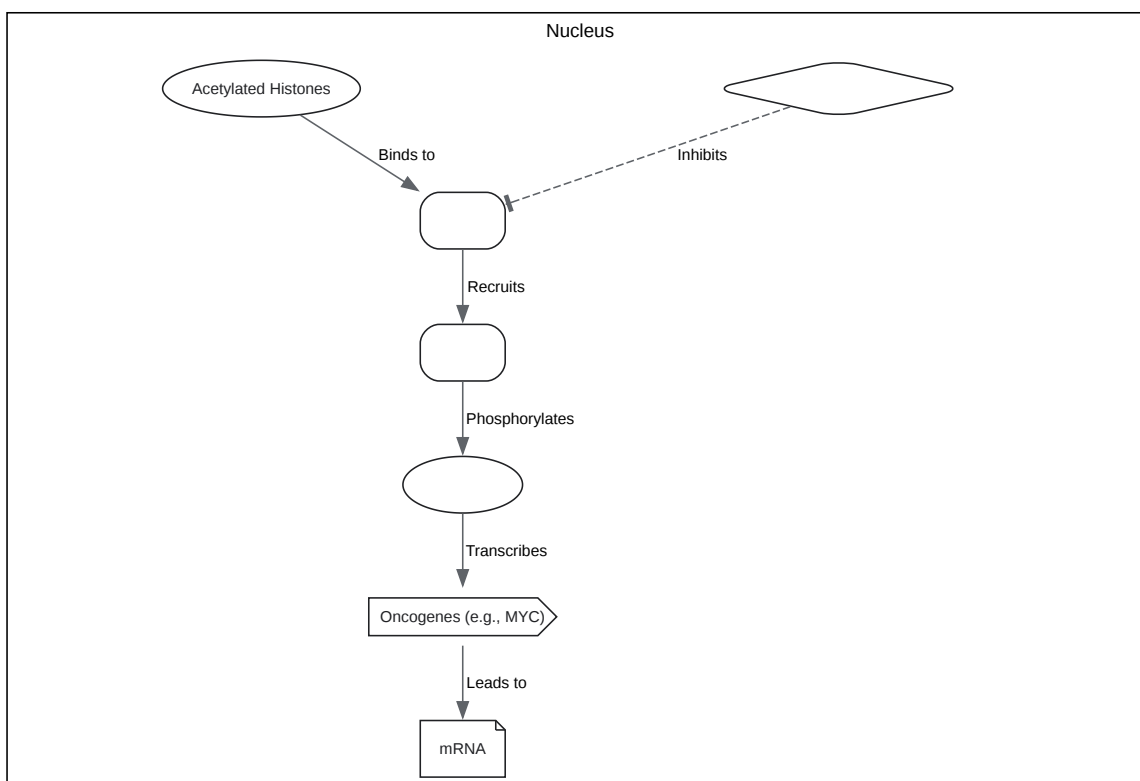 Nucleus
Acetylated Histones
Binds to
Inhibits
Recruits
Phosphorylates
Transcribes
Oncogenes (e.g., MYC)
Leads to
mRNA